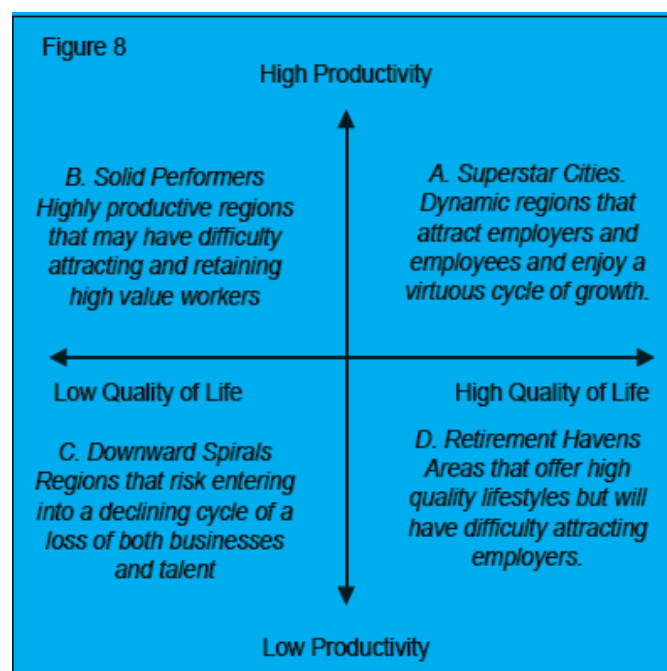 Figure 8
High Productivity
B. Solid Performers
Highly productive regions
that may have difficulty
attracting and retaining
high value workers
A. Superstar Cities.
Dynamic regions that
attract employers and
employees and enjoy a
virtuous cycle of growth.
Low Quality of Life
High Quality of Life
C. Downward Spirals
Regions that risk entering
into a declining cycle of a
loss of both businesses
and talent
D. Retirement Havens
Areas that offer high
quality lifestyles but will
have difficulty attracting
employers.
Low Productivity